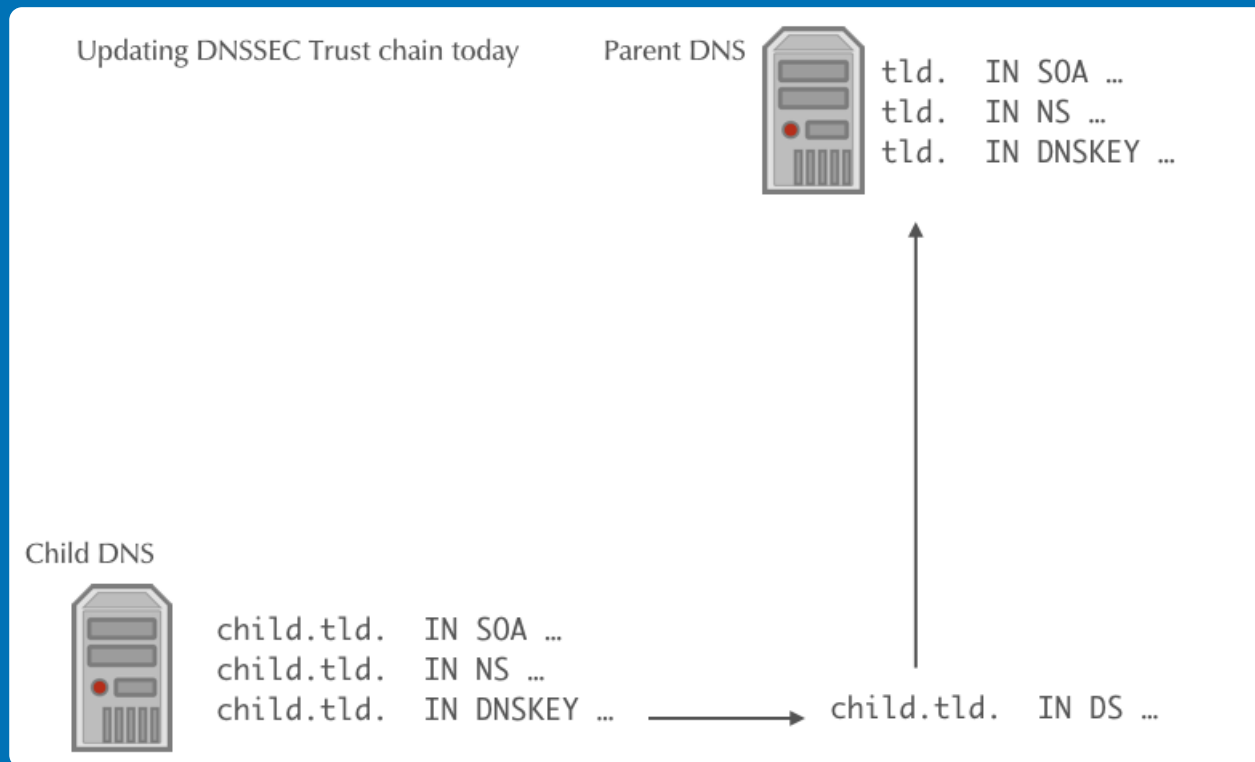 Updating DNSSEC Trust chain today
Parent DNS
tld.  IN SOA …
tld.  IN NS …
tld.  IN DNSKEY …
Child DNS
child.tld.  IN SOA …
child.tld.  IN NS …
child.tld.  IN DNSKEY …
child.tld.  IN DS …